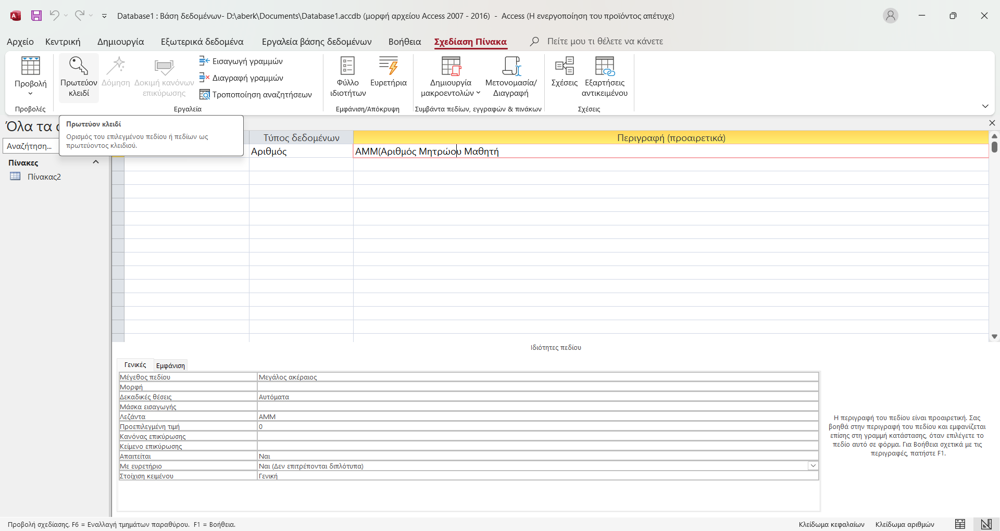 Database1 : Βάση δεδομένων- D:\aberk\Documents\Database1.accdb (μορφή αρχείου Access 2007 - 2016)  -  Access (Η ενεργοποίηση του προϊόντος απέτυχε)
Αρχείο Κεντρική Δημιουργία Εξωτερικά δεδομένα Εργαλεία βάσης δεδομένων Βοήθεια Σχεδίαση Πίνακα Πείτε μου τι θέλετε να κάνετε
Προβολή
Προβολές
Πρωτεύον
κλειδί
Δόμηση
Δοκιμή κανόνων
επικύρωσης
Εισαγωγή γραμμών
Διαγραφή γραμμών
Τροποποίηση αναζητήσεων
Εργαλεία
Φύλλο
ιδιοτήτων
Ευρετήρια
Εμφάνιση/Απόκρυψη
Δημιουργία
μακροεντολών
Μετονομασία/
Διαγραφή
Συμβάντα πεδίων, εγγραφών & πινάκων
Σχέσεις
Εξαρτήσεις
αντικειμένου
Σχέσεις
Πρωτεύον κλειδί
Ορισμός του επιλεγμένου πεδίου ή πεδίων ως
πρωτεύοντος κλειδιού.
Όλα τα
Αναζήτηση...
Πίνακες
Πίνακας2
Τύπος δεδομένων Περιγραφή (προαιρετικά)
Αριθμός ΑΜΜ(Αριθμός Μητρώου Μαθητή
Ιδιότητες πεδίου
Γενικές Εμφάνιση
Μέγεθος πεδίου Μεγάλος ακέραιος
Μορφή
Δεκαδικές θέσεις Αυτόματα
Μάσκα εισαγωγής
Λεζάντα ΑΜΜ
Προεπιλεγμένη τιμή 0
Κανόνας επικύρωσης
Κείμενο επικύρωσης
Απαιτείται Ναι
Με ευρετήριο Ναι (Δεν επιτρέπονται διπλότυπα)
Στοίχιση κειμένου Γενική
Η περιγραφή του πεδίου είναι προαιρετική. Σας
βοηθά στην περιγραφή του πεδίου και εμφανίζεται
επίσης στη γραμμή κατάστασης, όταν επιλέγετε το
πεδίο αυτό σε φόρμα. Για Βοήθεια σχετικά με τις
περιγραφές, πατήστε F1.
Προβολή σχεδίασης. F6 = Εναλλαγή τμημάτων παραθύρου.  F1 = Βοήθεια.
Κλείδωμα κεφαλαίων Κλείδωμα αριθμών